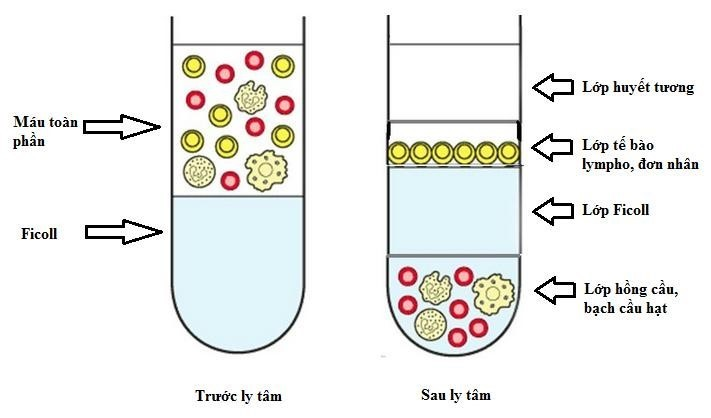 Máu toàn
phần
Ficoll
Trước ly tâm
Lớp huyết tương
Lớp tế bào
lympho, đơn nhân
Lớp Ficoll
Lớp hồng cầu,
bạch cầu hạt
Sau ly tâm